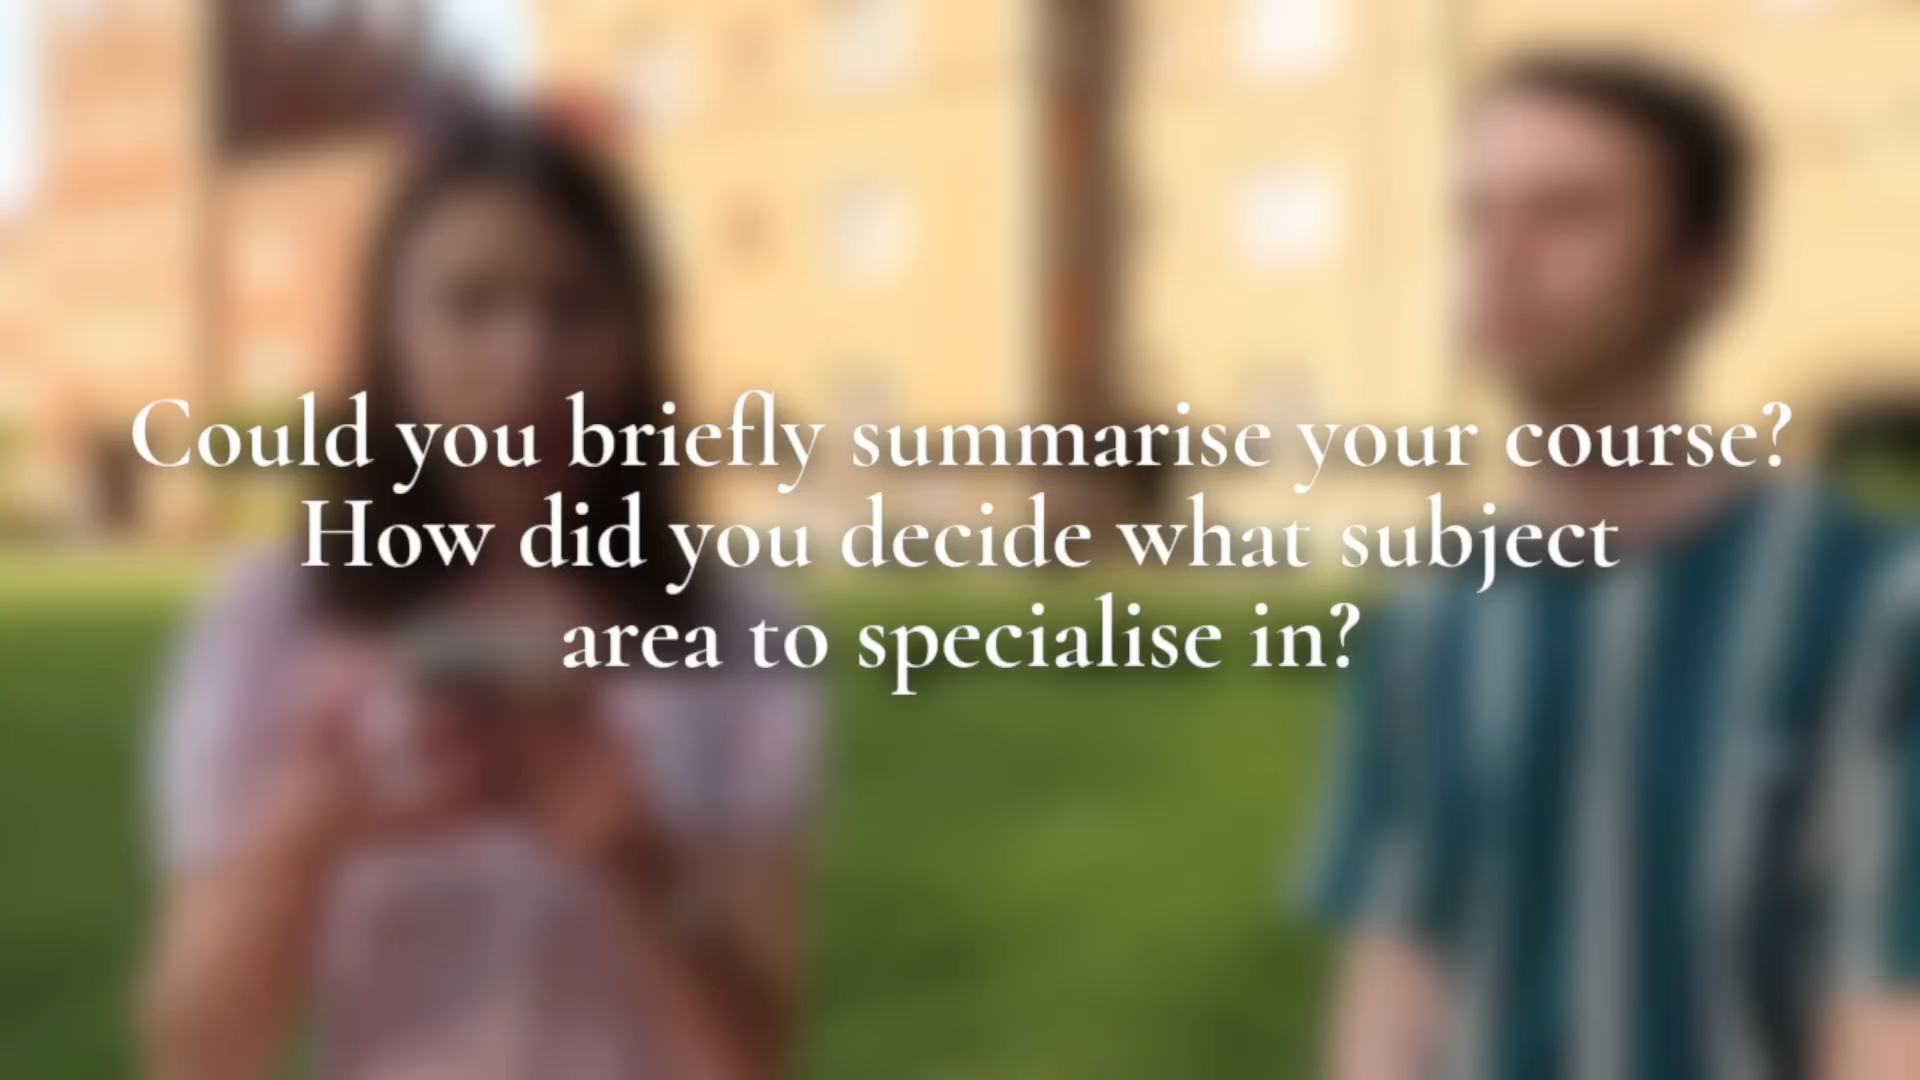 Could you briefly summarise your course?
How did you decide what subject
area to specialise in?